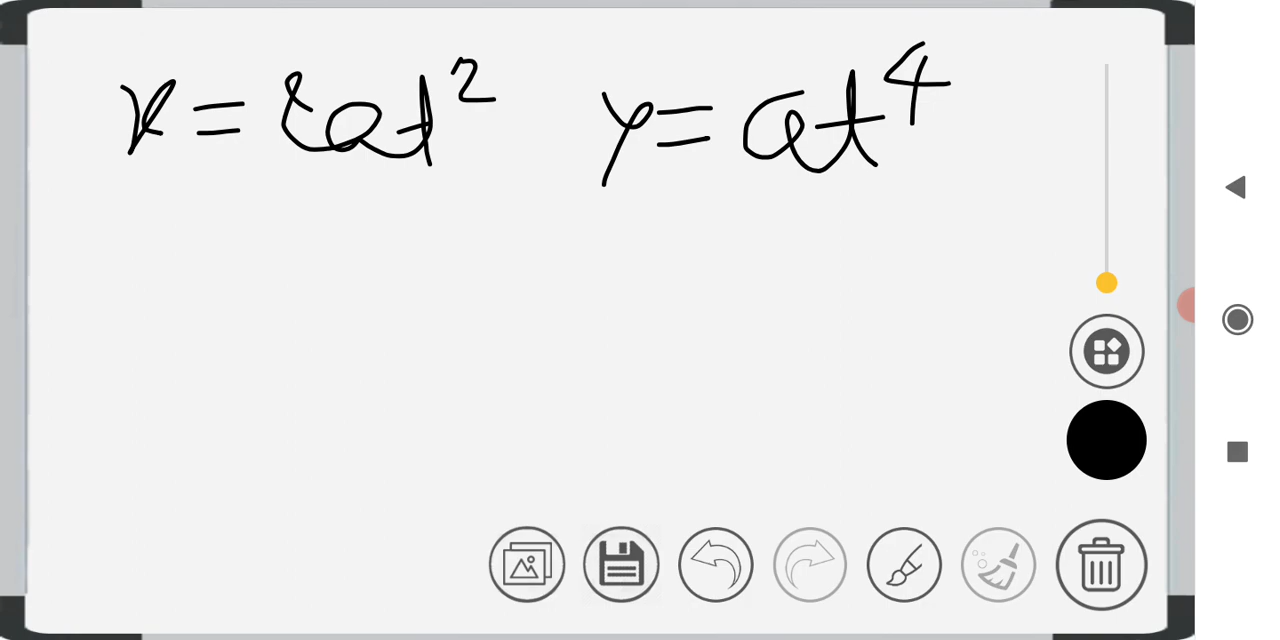 x = 2at² y = at⁴